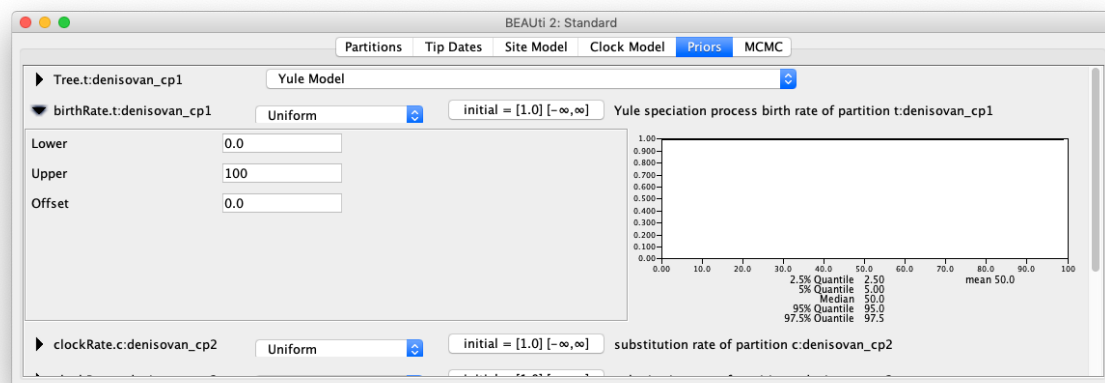 BEAUti 2: Standard
Partitions Tip Dates Site Model Clock Model Priors MCMC
Tree.t:denisovan_cp1 Yule Model
birthRate.t:denisovan_cp1 Uniform initial = [1.0] [-∞,∞] Yule speciation process birth rate of partition t:denisovan_cp1
Lower 0.0
Upper 100
Offset 0.0
1.00
0.900
0.800
0.700
0.600
0.500
0.400
0.300
0.200
0.100
0.00
0.00 10.0 20.0 30.0 40.0 50.0 60.0 70.0 80.0 90.0 100
2.5% Quantile 2.50 mean 50.0
5% Quantile 5.00
Median 50.0
95% Quantile 95.0
97.5% Quantile 97.5
clockRate.c:denisovan_cp2 Uniform initial = [1.0] [-∞,∞] substitution rate of partition c:denisovan_cp2